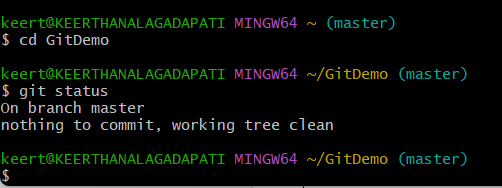 keert@KEERTHANALAGADAPATI MINGW64 ~ (master)
$ cd GitDemo
keert@KEERTHANALAGADAPATI MINGW64 ~/GitDemo (master)
$ git status
On branch master
nothing to commit, working tree clean
keert@KEERTHANALAGADAPATI MINGW64 ~/GitDemo (master)
$